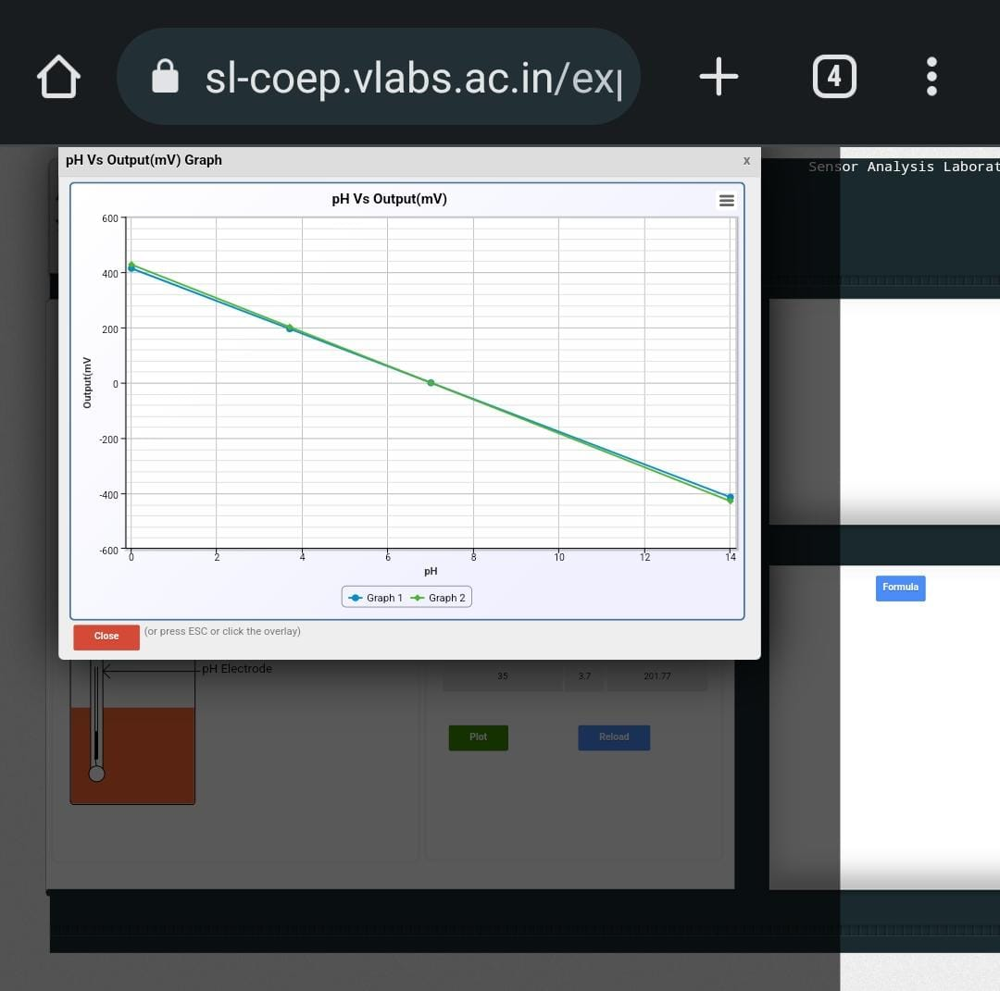 sl-coep.vlabs.ac.in/exp
4
Sensor Analysis Laborat
pH Vs Output(mV) Graph
x
pH Vs Output(mV)
600
400
200
0
-200
-400
-600
Output(mV
0 2 4 6 8 10 12 14
pH
Graph 1 Graph 2
Close (or press ESC or click the overlay)
pH Electrode
35 3.7 201.77
Plot Reload
Formula